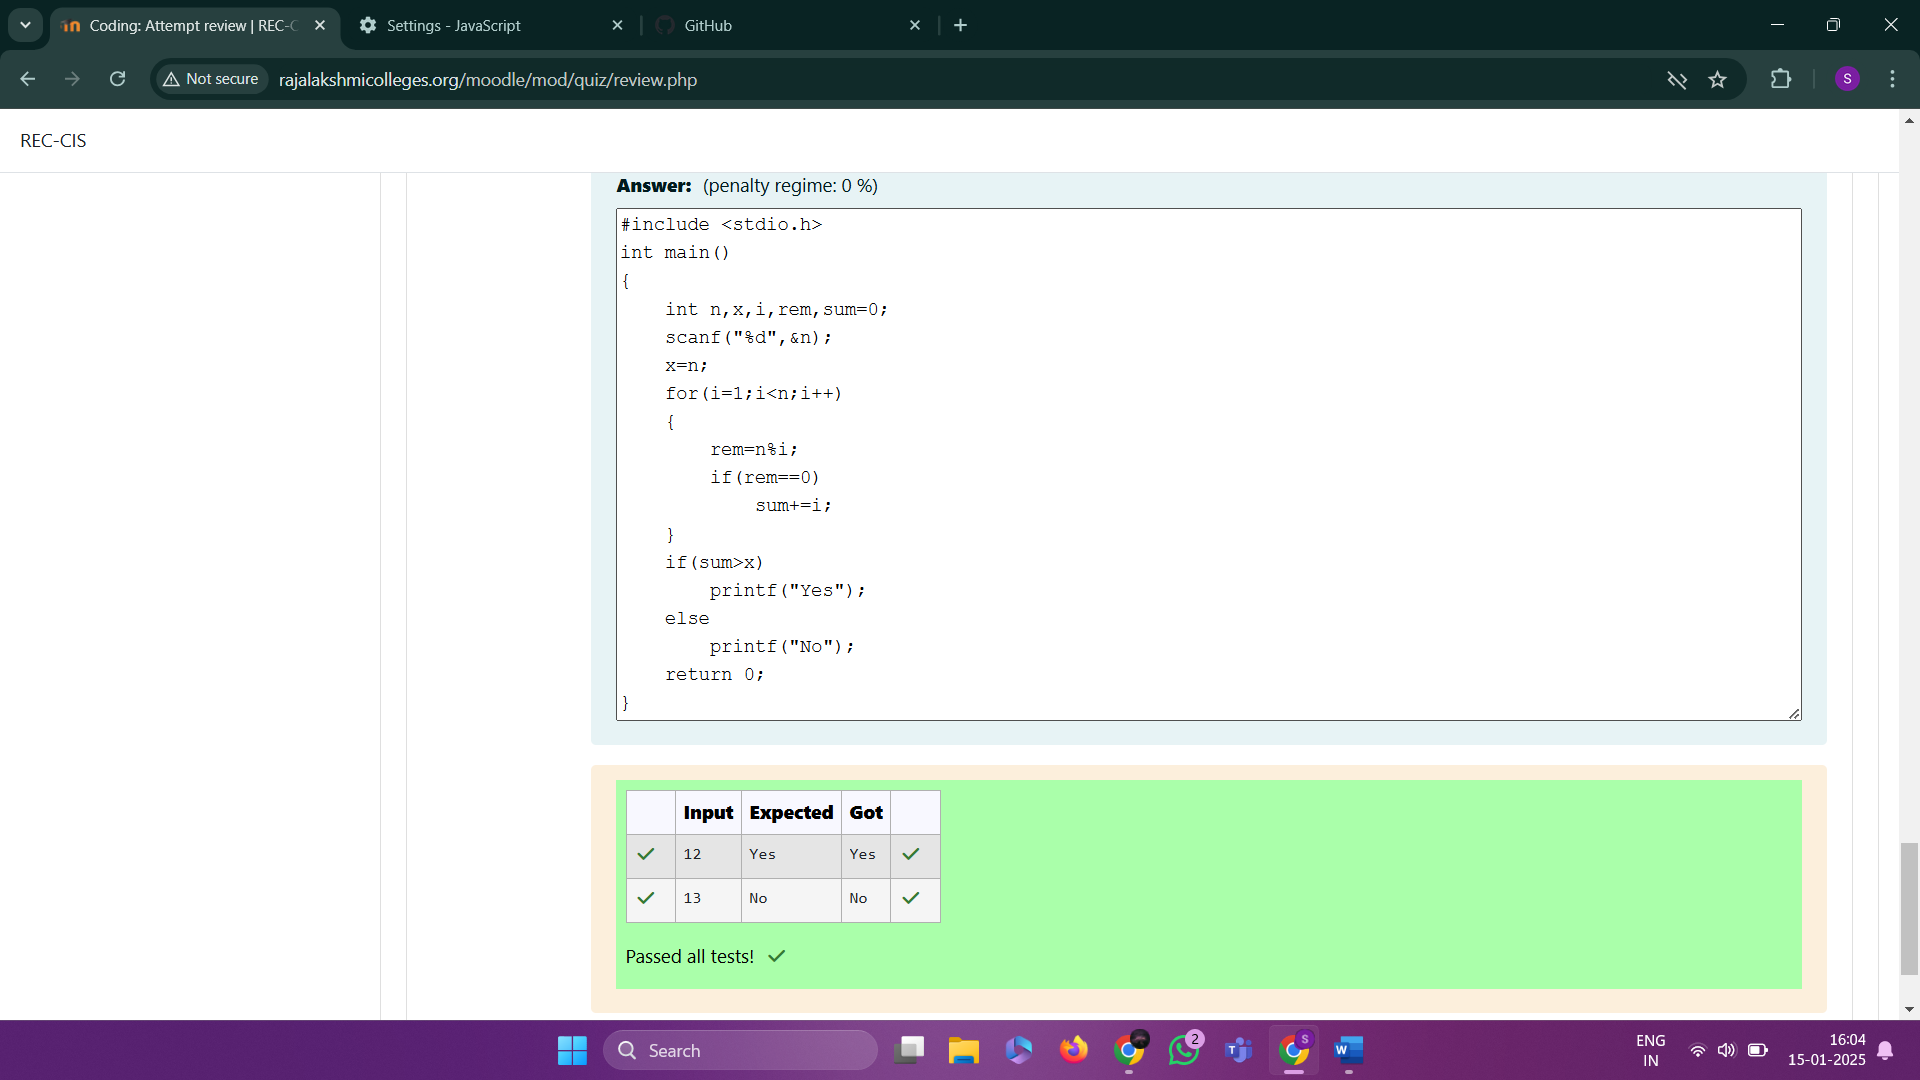 Coding: Attempt review | REC-C
Settings - JavaScript
GitHub
Not secure
rajalakshmicolleges.org/moodle/mod/quiz/review.php
S
REC-CIS
Answer: (penalty regime: 0 %)
#include <stdio.h>
int main()
{
    int n,x,i,rem,sum=0;
    scanf("%d",&n);
    x=n;
    for(i=1;i<n;i++)
    {
        rem=n%i;
        if(rem==0)
            sum+=i;
    }
    if(sum>x)
        printf("Yes");
    else
        printf("No");
    return 0;
}
Input Expected Got
12 Yes Yes
13 No No
Passed all tests!
Search
2
T
S
W
ENG
IN
16:04
15-01-2025